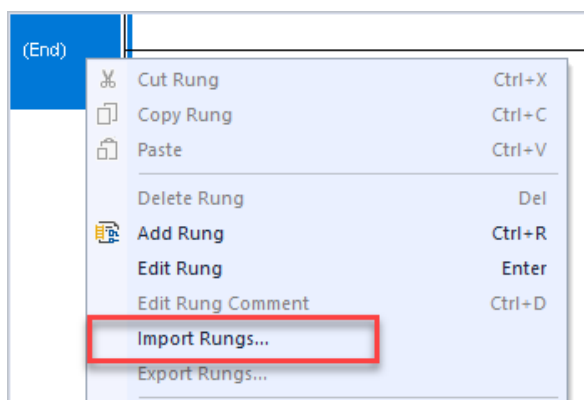 (End)
Cut Rung Ctrl+X
Copy Rung Ctrl+C
Paste Ctrl+V
Delete Rung Del
Add Rung Ctrl+R
Edit Rung Enter
Edit Rung Comment Ctrl+D
Import Rungs...
Export Rungs...